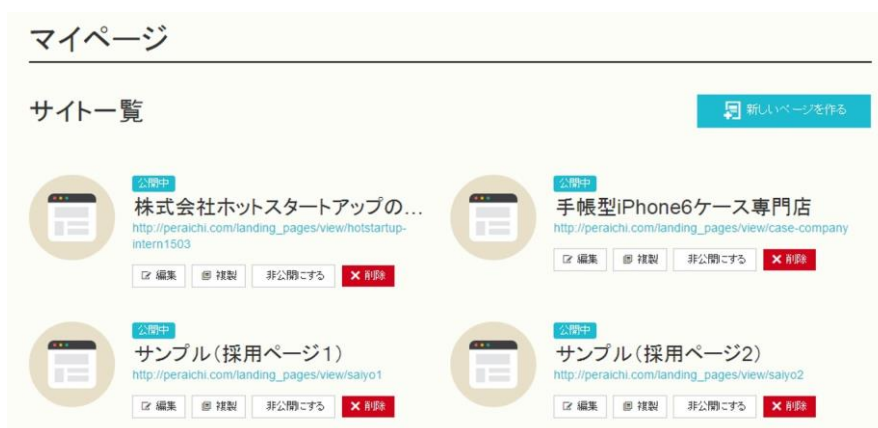 マイページ
サイト一覧
新しいページを作る
公開中
株式会社ホットスタートアップの...
http://peraichi.com/landing_pages/view/hotstartup-
intern1503
編集 複製 非公開にする 削除
公開中
手帳型iPhone6ケース専門店
http://peraichi.com/landing_pages/view/case-company
編集 複製 非公開にする 削除
公開中
サンプル(採用ページ1)
http://peraichi.com/landing_pages/view/saiyo1
編集 複製 非公開にする 削除
公開中
サンプル(採用ページ2)
http://peraichi.com/landing_pages/view/saiyo2
編集 複製 非公開にする 削除